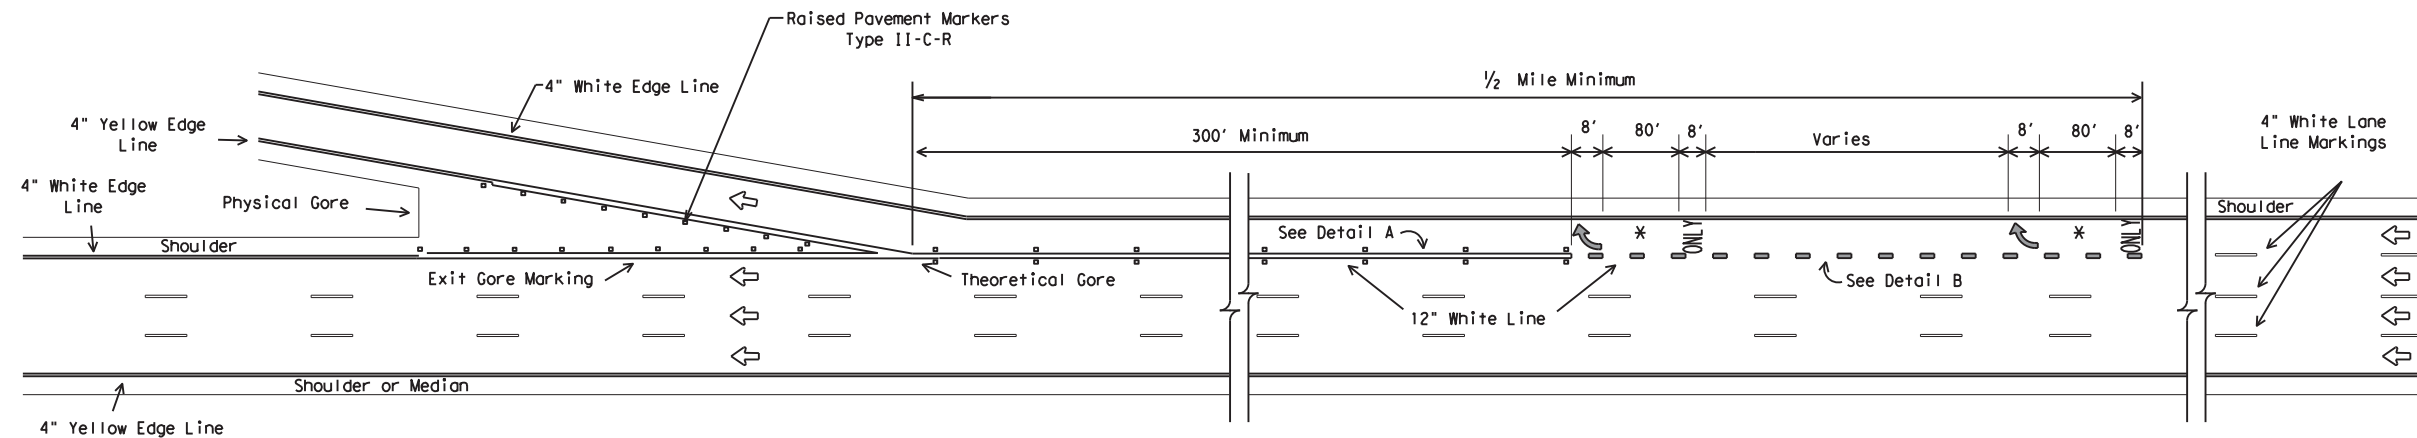 Raised Pavement Markers
Type II-C-R
4" White Edge Line
½ Mile Minimum
4" Yellow Edge
Line
300' Minimum
8'
80'
8'
Varies
8'
80'
8'
4" White Lane
Line Markings
4" White Edge
Line
Physical Gore
Shoulder
Shoulder
See Detail A
*
ONLY
*
ONLY
Exit Gore Marking
Theoretical Gore
See Detail B
12" White Line
Shoulder or Median
4" Yellow Edge Line